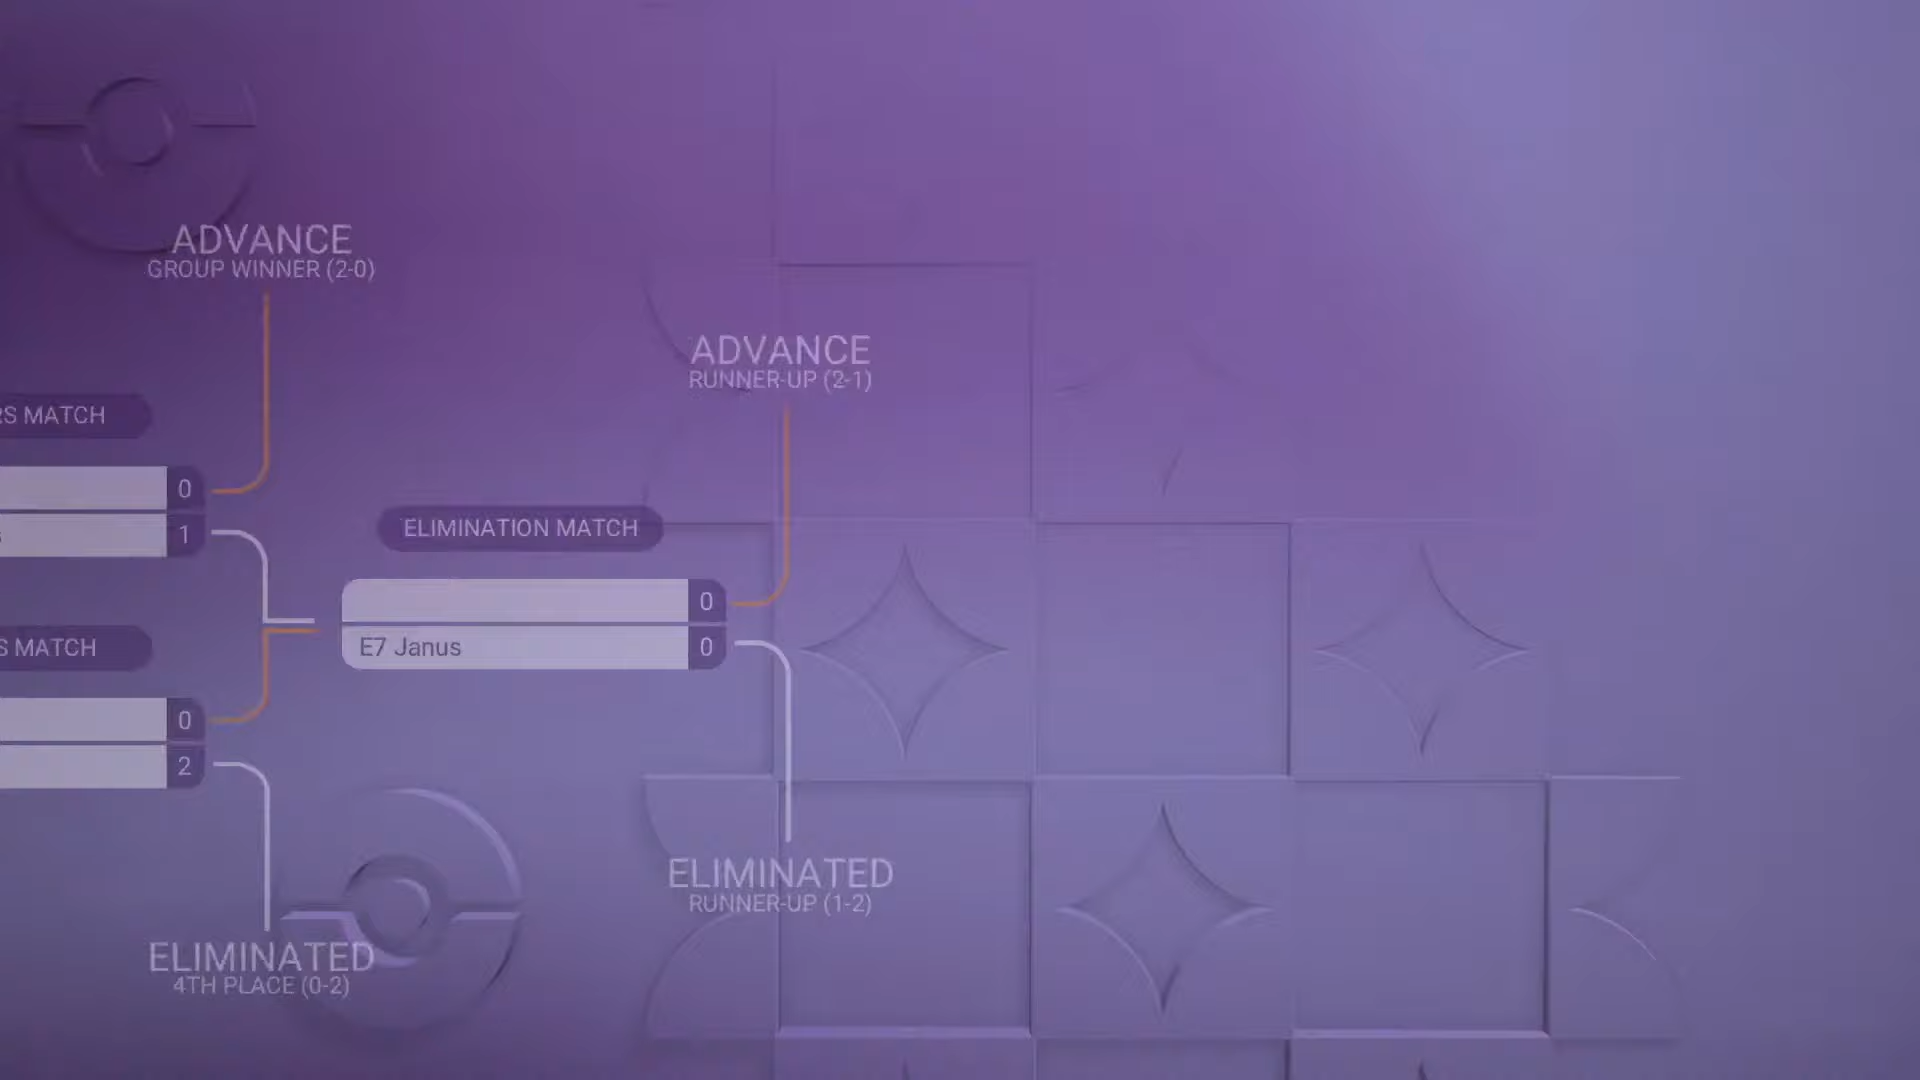 ADVANCE
GROUP WINNER (2-0)
ADVANCE
RUNNER-UP (2-1)
RS MATCH
0
1
ELIMINATION MATCH
0
E7 Janus
0
S MATCH
0
2
ELIMINATED
RUNNER-UP (1-2)
ELIMINATED
4TH PLACE (0-2)